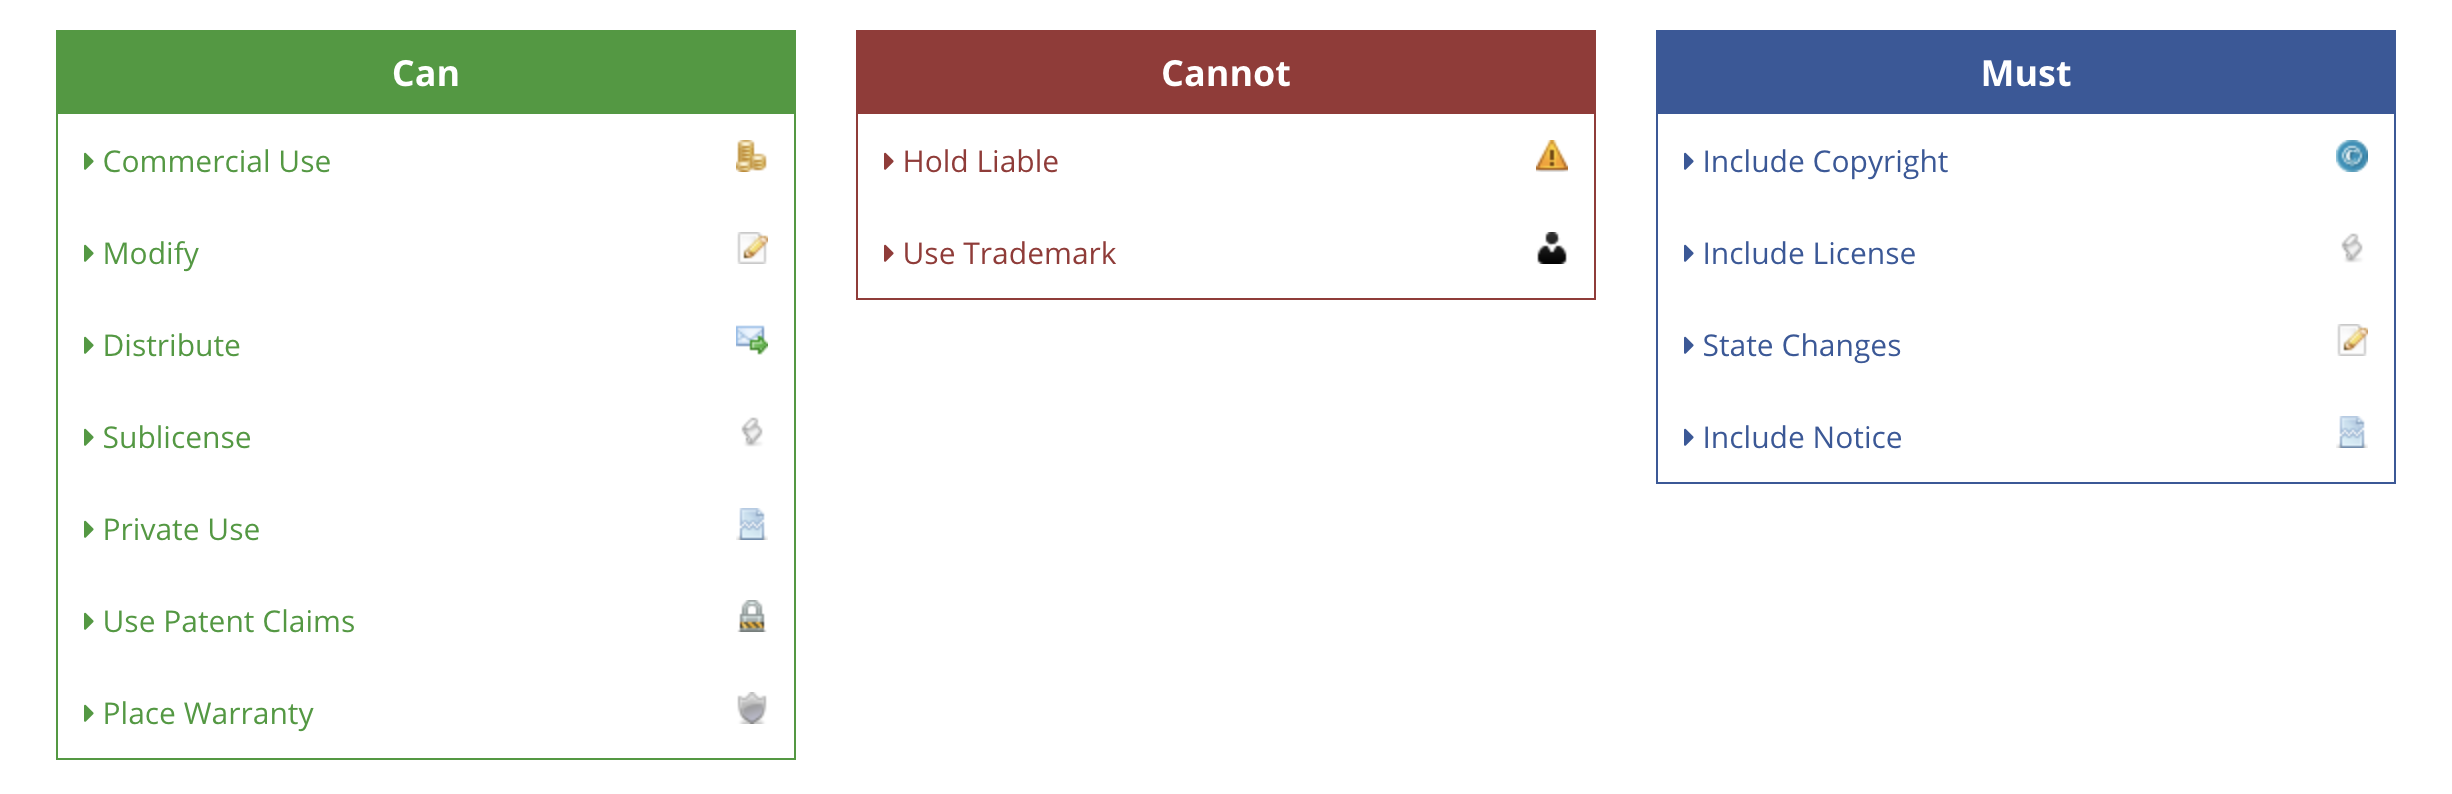 Can
Commercial Use
Modify
Distribute
Sublicense
Private Use
Use Patent Claims
Place Warranty
Cannot
Hold Liable
Use Trademark
Must
Include Copyright
Include License
State Changes
Include Notice